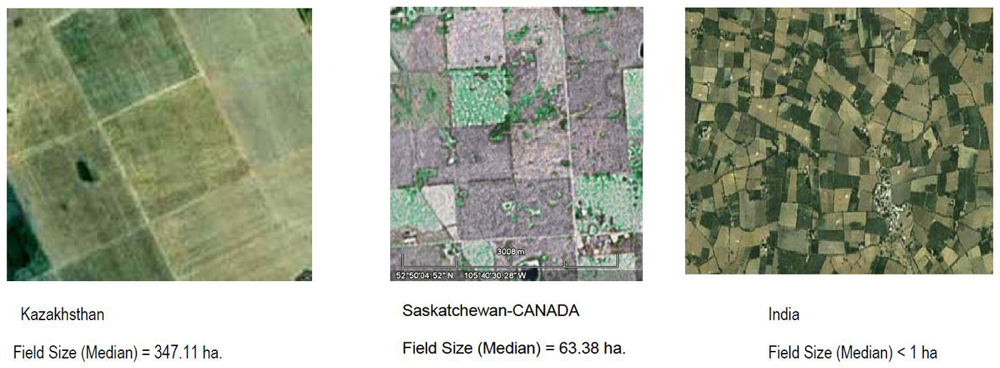 3008 m
52°50'04.52" N 105°40'30.28" W
Kazakhsthan
Field Size (Median) = 347.11 ha.
Saskatchewan-CANADA
Field Size (Median) = 63.38 ha.
India
Field Size (Median) < 1 ha